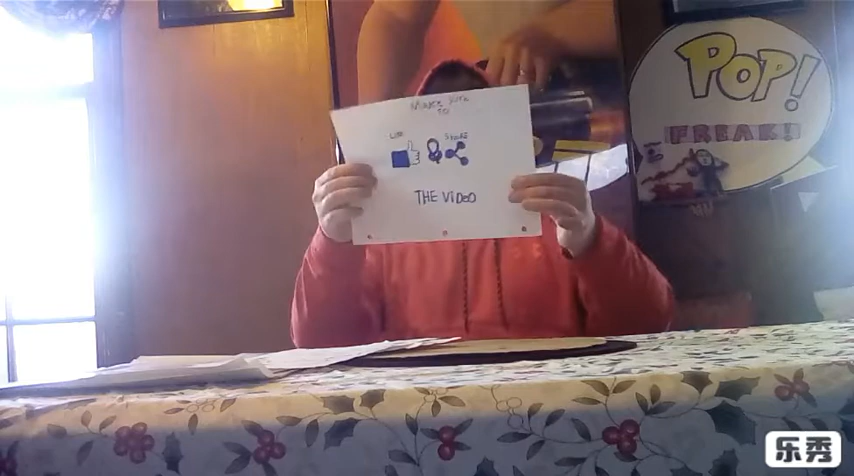 MAKE SURE
TO
LIKE
&
SHARE
THE VIDEO
POP!
FREAK!
乐秀